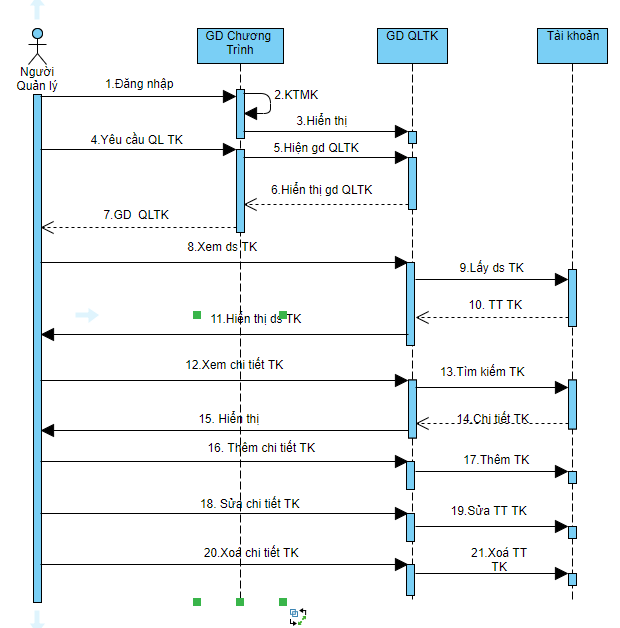 GD Chương
Trình
GD QLTK
Tài khoản
Người
Quản lý
1.Đăng nhập
2.KTMK
3.Hiển thị
4.Yêu cầu QL TK
5.Hiện gd QLTK
6.Hiển thị gd QLTK
7.GD QLTK
8.Xem ds TK
9.Lấy ds TK
10. TT TK
11.Hiển thị ds TK
12.Xem chi tiết TK
13.Tìm kiếm TK
14.Chi tiết TK
15. Hiển thị
16. Thêm chi tiết TK
17.Thêm TK
18. Sửa chi tiết TK
19.Sửa TT TK
20.Xoá chi tiết TK
21.Xoá TT
TK